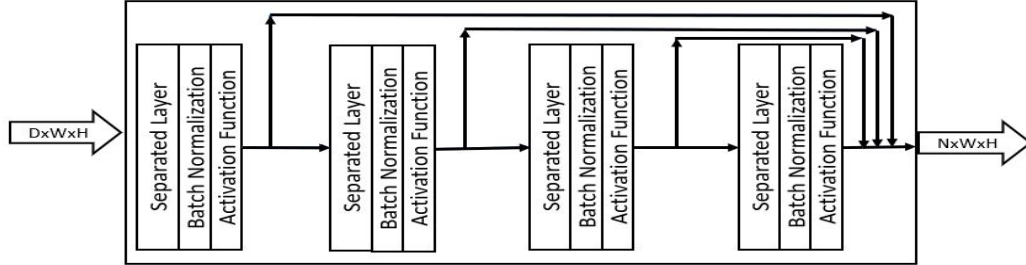 DxWxH
Separated Layer
Batch Normalization
Activation Function
Separated Layer
Batch Normalization
Activation Function
Separated Layer
Batch Normalization
Activation Function
Separated Layer
Batch Normalization
Activation Function
NxWxH